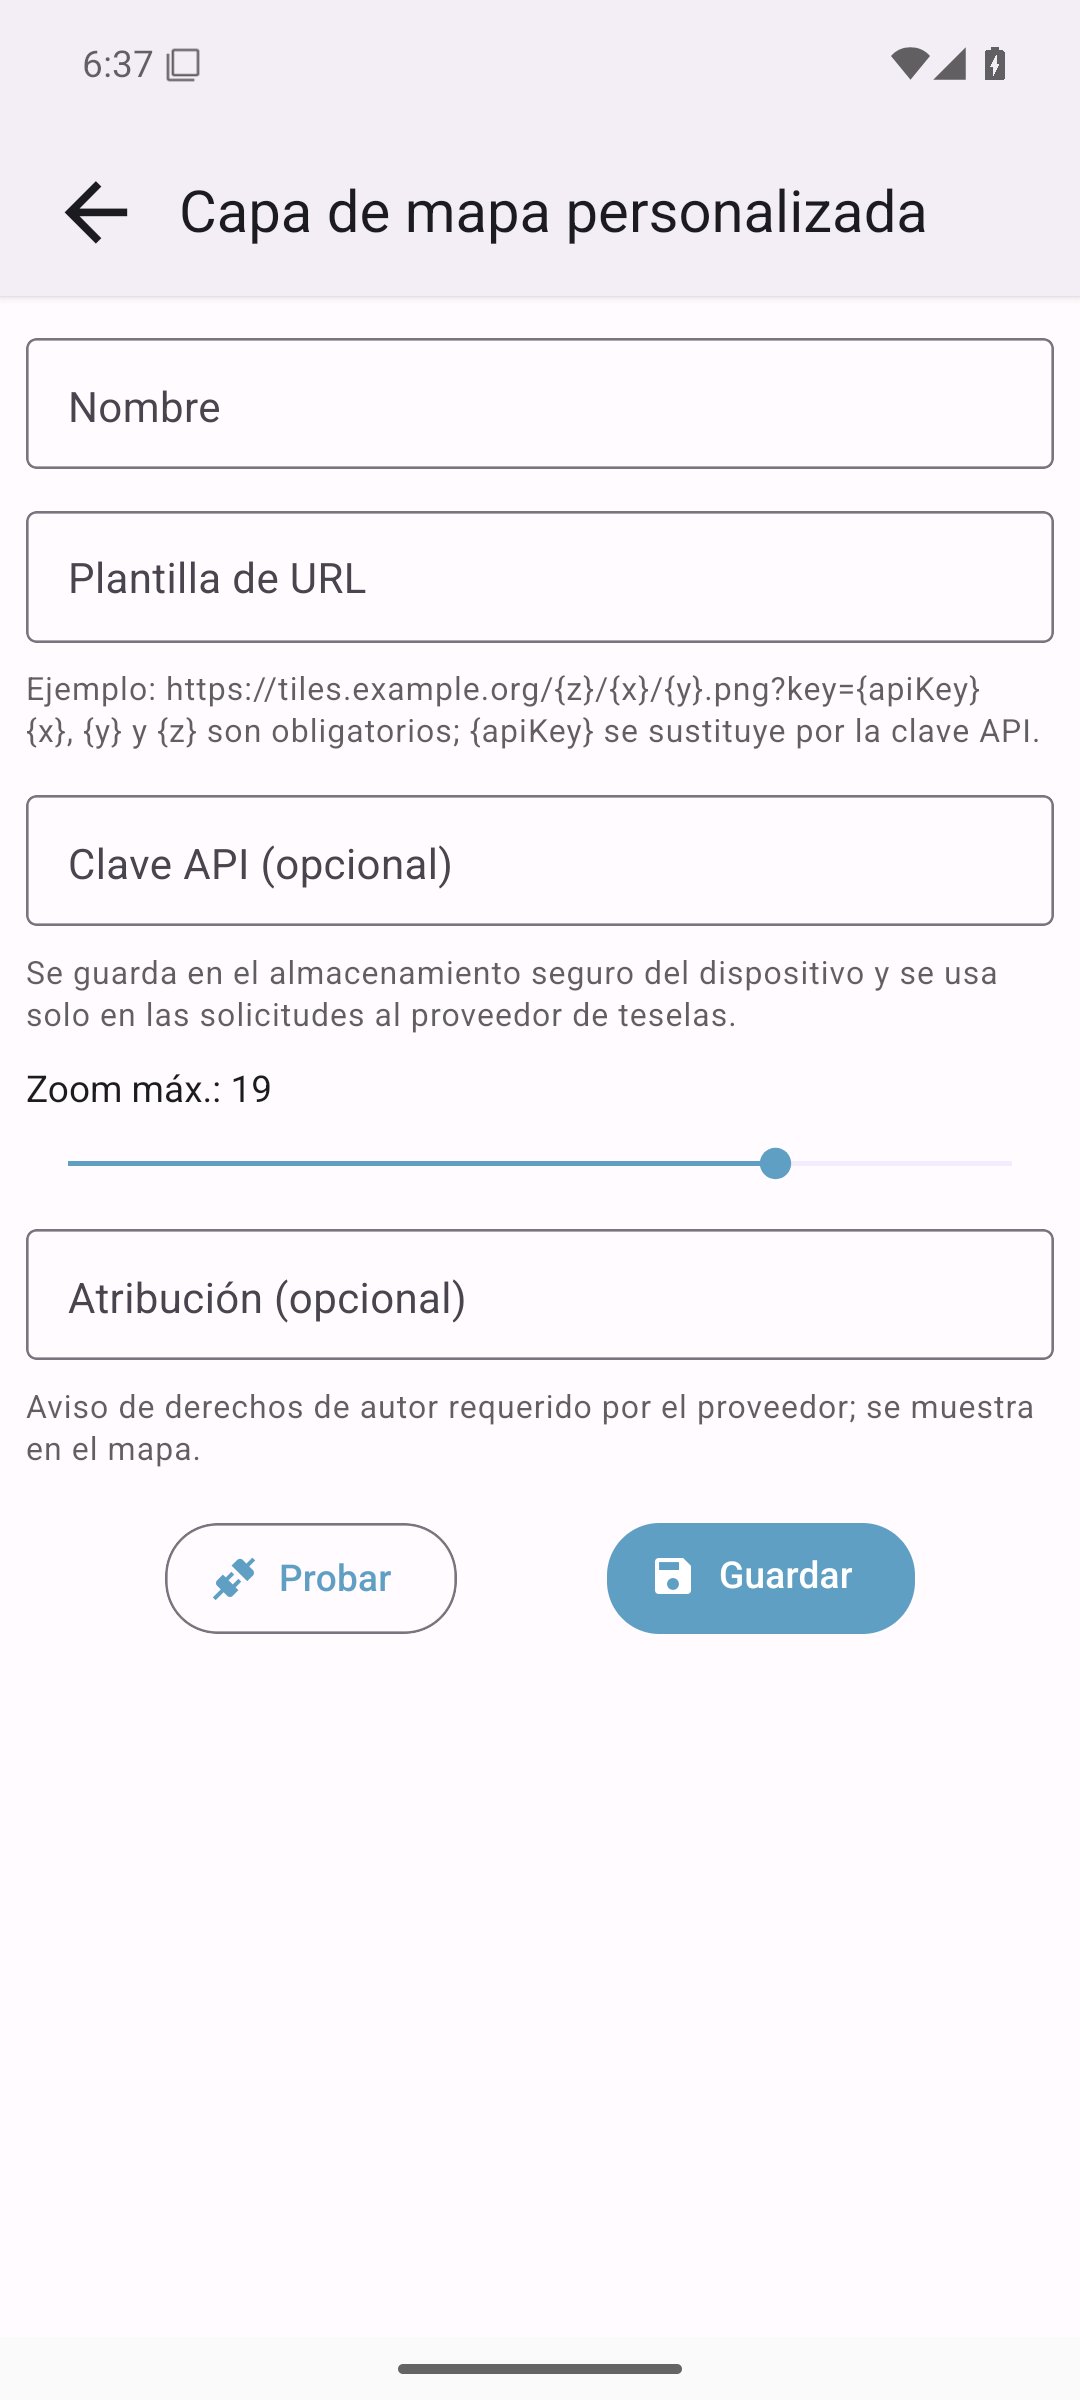 6:37
Capa de mapa personalizada
Nombre
Plantilla de URL
Ejemplo: https://tiles.example.org/{z}/{x}/{y}.png?key={apiKey}
{x}, {y} y {z} son obligatorios; {apiKey} se sustituye por la clave API.
Clave API (opcional)
Se guarda en el almacenamiento seguro del dispositivo y se usa
solo en las solicitudes al proveedor de teselas.
Zoom máx.: 19
Atribución (opcional)
Aviso de derechos de autor requerido por el proveedor; se muestra
en el mapa.
Probar
Guardar